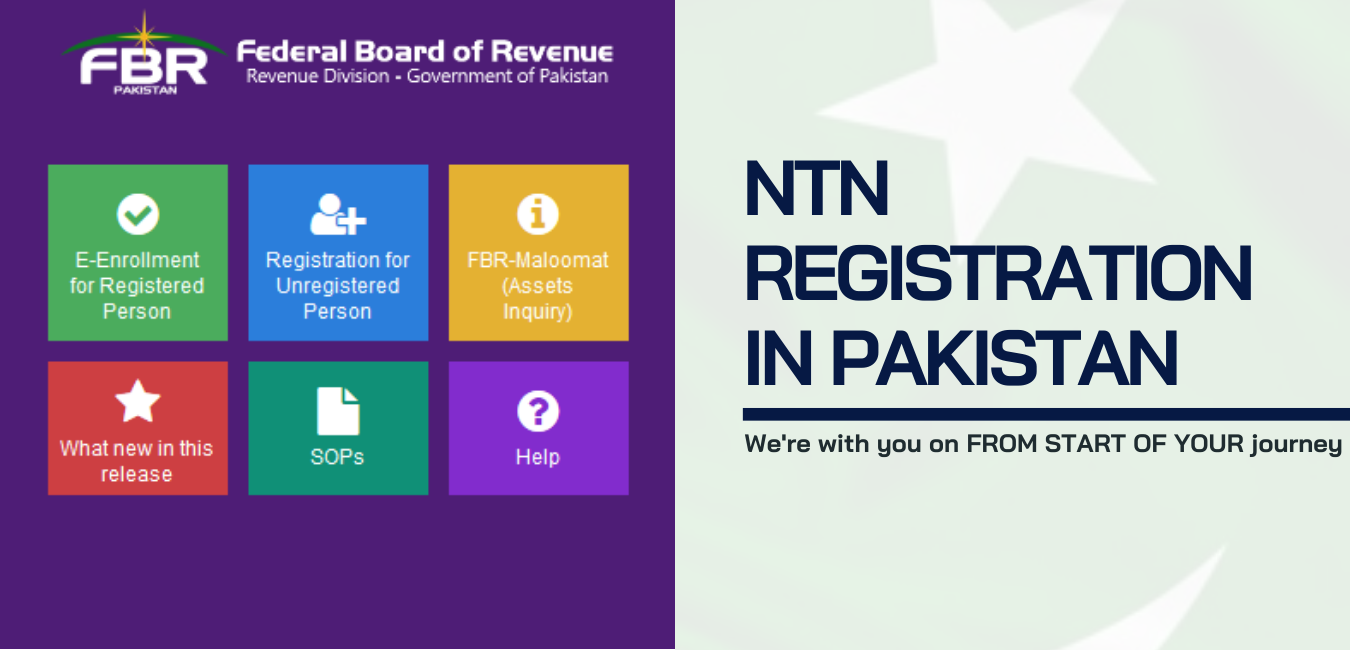 FBR
PAKISTAN
Federal Board of Revenue
Revenue Division - Government of Pakistan
E-Enrollment
for Registered
Person
Registration for
Unregistered
Person
FBR-Maloomat
(Assets
Inquiry)
What new in this
release
SOPs
Help
NTN
REGISTRATION
IN PAKISTAN
We're with you on FROM START OF YOUR journey